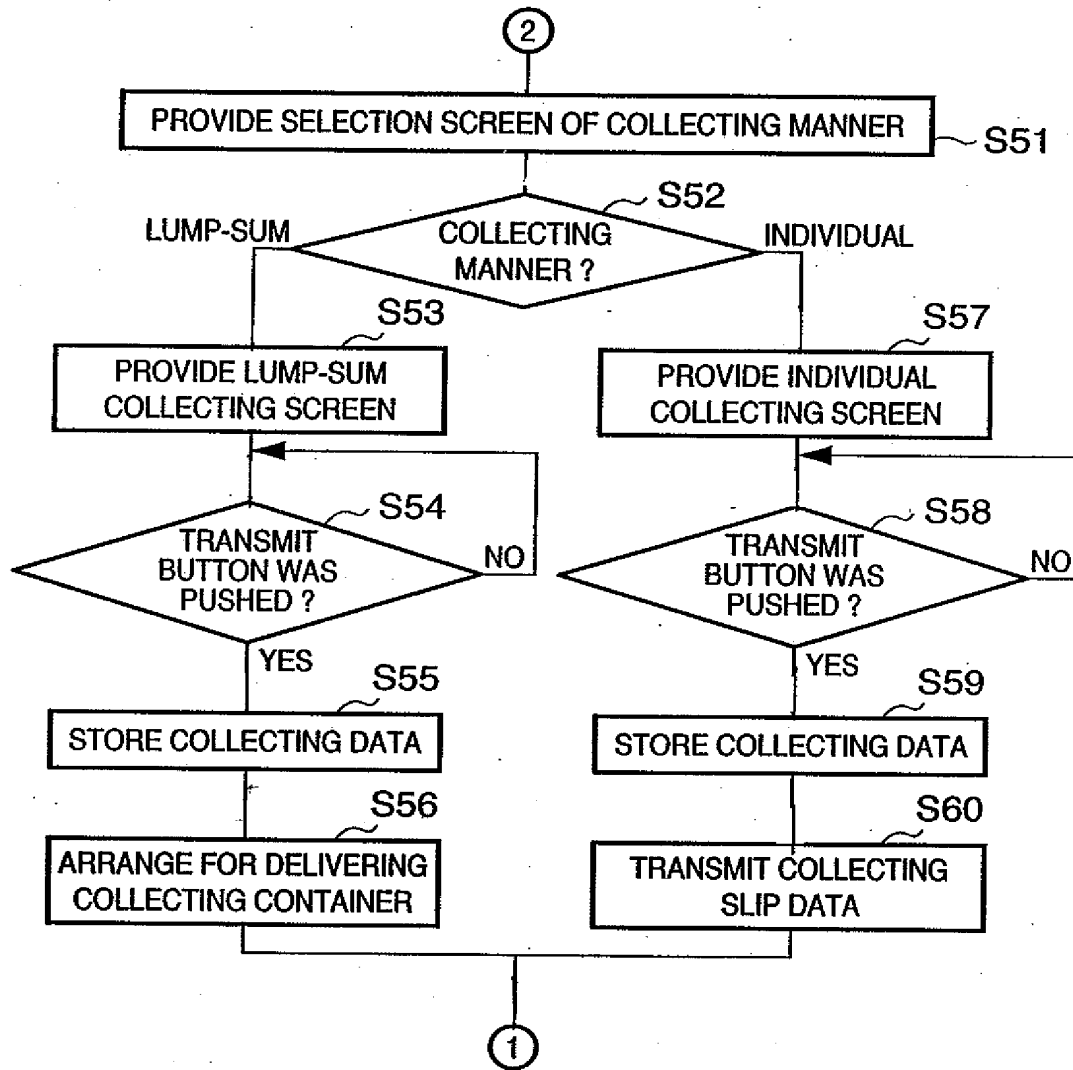 2
PROVIDE SELECTION SCREEN OF COLLECTING MANNER
S51
S52
LUMP-SUM
COLLECTING
MANNER ?
INDIVIDUAL
S53
PROVIDE LUMP-SUM
COLLECTING SCREEN
S57
PROVIDE INDIVIDUAL
COLLECTING SCREEN
S54
TRANSMIT
BUTTON WAS
PUSHED ?
NO
YES
S58
TRANSMIT
BUTTON WAS
PUSHED ?
NO
YES
S55
STORE COLLECTING DATA
S59
STORE COLLECTING DATA
S56
ARRANGE FOR DELIVERING
COLLECTING CONTAINER
S60
TRANSMIT COLLECTING
SLIP DATA
1